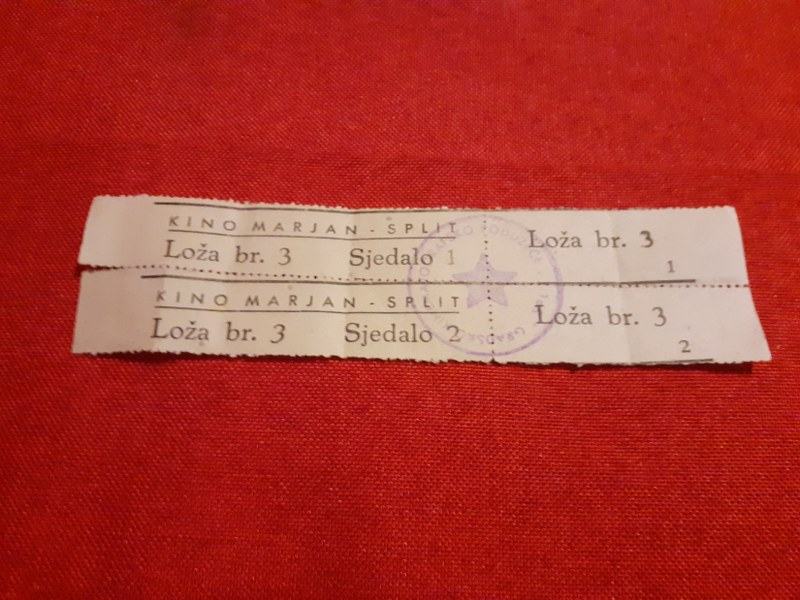 KINO MARJAN - SPLIT
Loža br. 3 Sjedalo 1
Loža br. 3
1
KINO MARJAN - SPLIT
Loža br. 3 Sjedalo 2
Loža br. 3
2